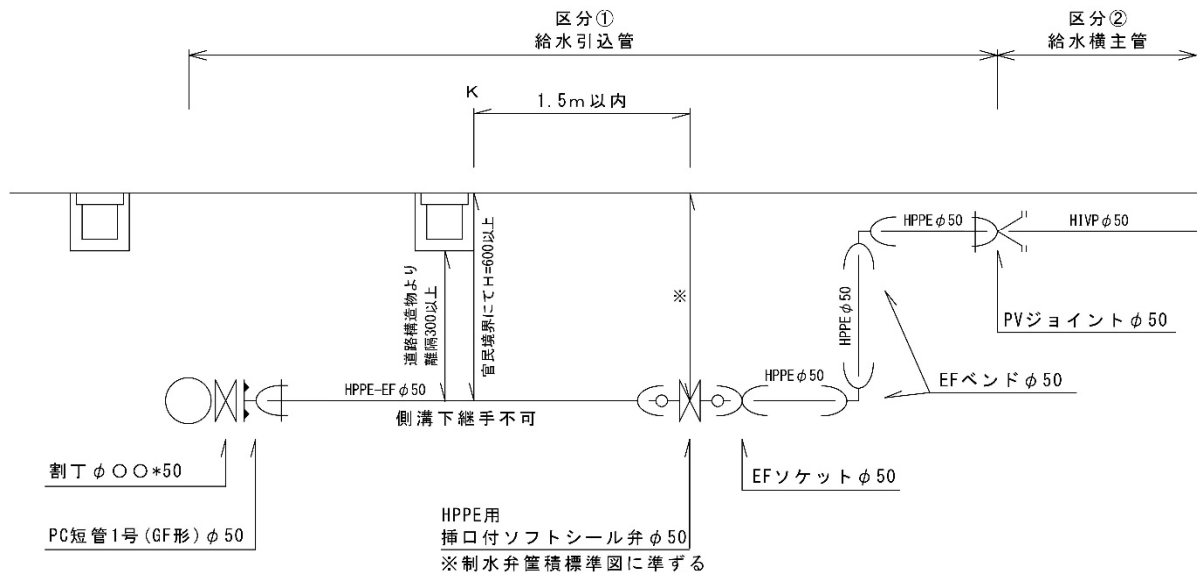 区分①
給水引込管
区分②
給水横主管
K
1.5m以内
道路構造物より
離隔300以上
官民境界にてH=600以上
※
HPPEφ50
HIVPφ50
HPPEφ50
PVジョイントφ50
HPPE-EFφ50
HPPEφ50
EFベンドφ50
側溝下継手不可
割丁φ〇〇*50
EFソケットφ50
PC短管1号(GF形)φ50
HPPE用
挿口付ソフトシール弁φ50
※制水弁筐積標準図に準ずる